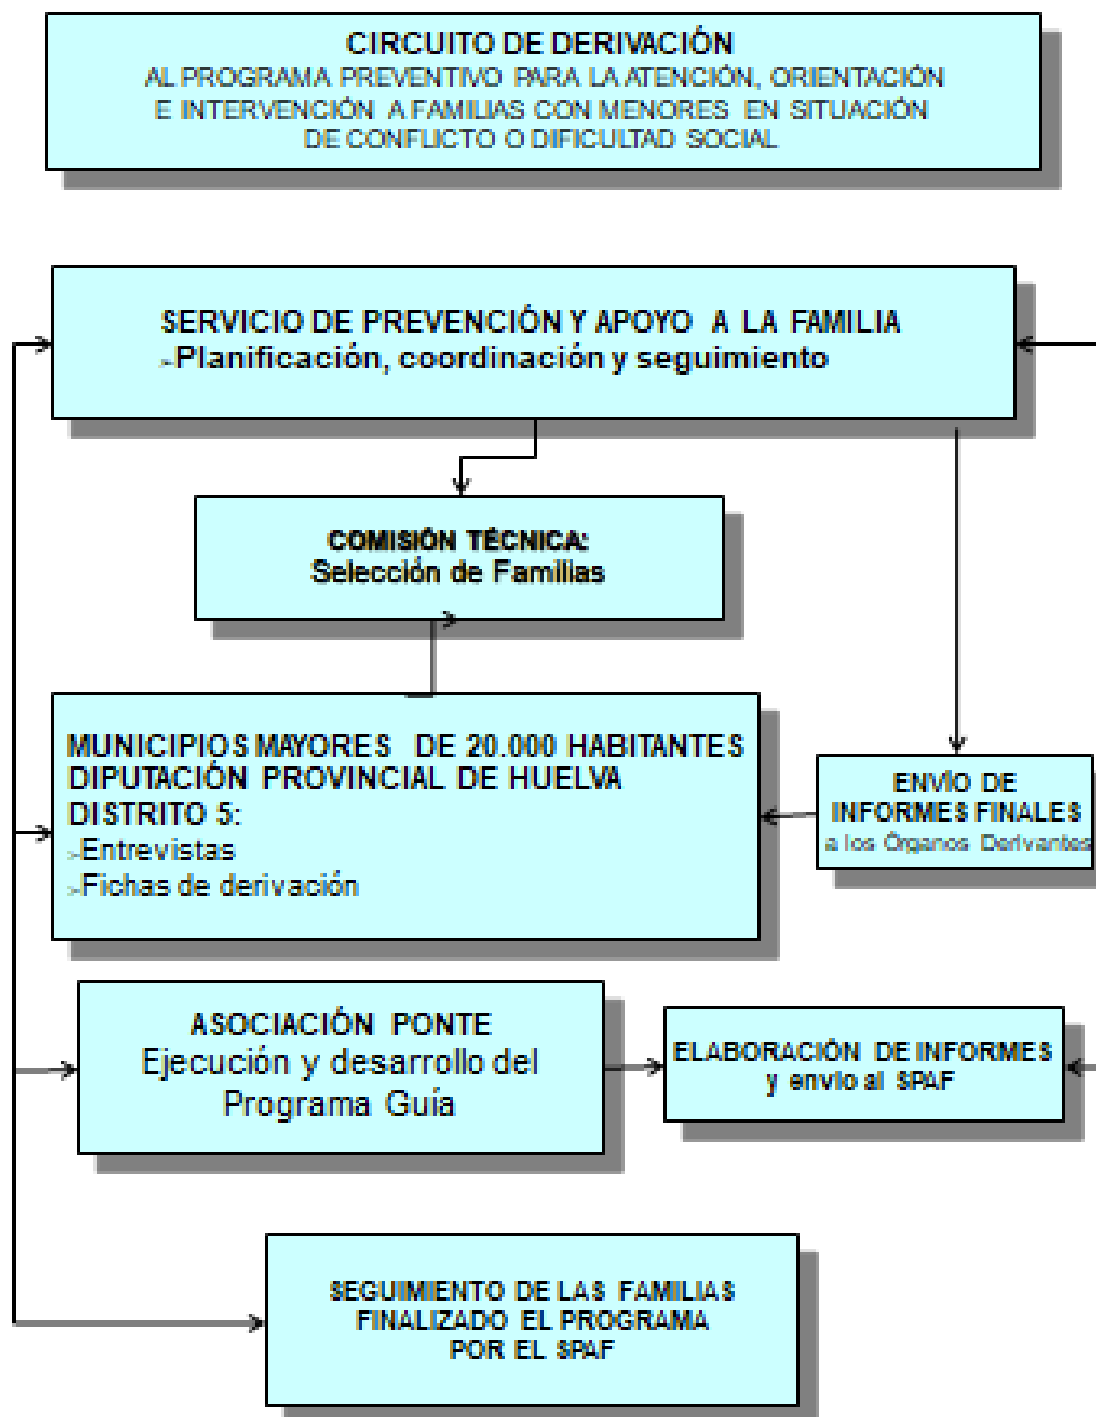 CIRCUITO DE DERIVACIÓN
AL PROGRAMA PREVENTIVO PARA LA ATENCIÓN, ORIENTACIÓN
E INTERVENCIÓN A FAMILIAS CON MENORES EN SITUACIÓN
DE CONFLICTO O DIFICULTAD SOCIAL
SERVICIO DE PREVENCIÓN Y APOYO A LA FAMILIA
➢Planificación, coordinación y seguimiento
COMISIÓN TÉCNICA:
Selección de Familias
MUNICIPIOS MAYORES DE 20.000 HABITANTES
DIPUTACIÓN PROVINCIAL DE HUELVA
DISTRITO 5:
➢Entrevistas
➢Fichas de derivación
ENVÍO DE
INFORMES FINALES
a los Órganos Derivantes
ASOCIACIÓN PONTE
Ejecución y desarrollo del
Programa Guía
ELABORACIÓN DE INFORMES
y envio al SPAF
SEGUIMIENTO DE LAS FAMILIAS
FINALIZADO EL PROGRAMA
POR EL SPAF